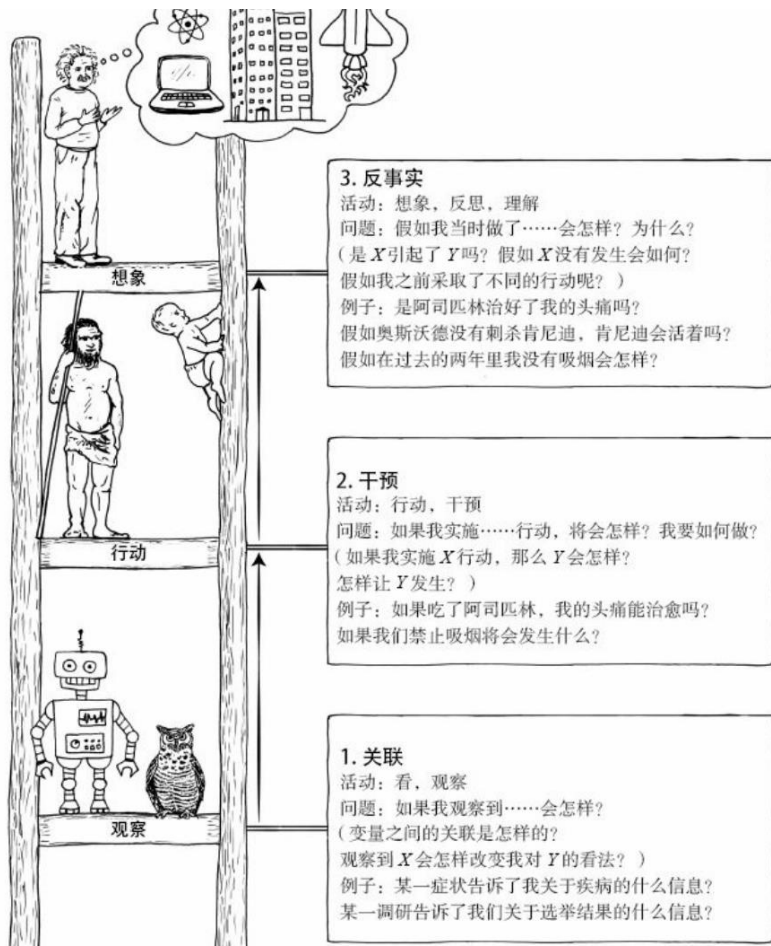 3. 反事实
活动：想象，反思，理解
问题：假如我当时做了……会怎样？为什么？
（是X引起了Y吗？假如X没有发生会如何？
假如我之前采取了不同的行动呢？）
例子：是阿司匹林治好了我的头痛吗？
假如奥斯沃德没有刺杀肯尼迪，肯尼迪会活着吗？
假如在过去的两年里我没有吸烟会怎样？
想象
2. 干预
活动：行动，干预
问题：如果我实施……行动，将会怎样？我要如何做？
（如果我实施X行动，那么Y会怎样？
怎样让Y发生？）
例子：如果吃了阿司匹林，我的头痛能治愈吗？
如果我们禁止吸烟将会发生什么？
行动
1. 关联
活动：看，观察
问题：如果我观察到……会怎样？
（变量之间的关联是怎样的？
观察到X会怎样改变我对Y的看法？）
例子：某一症状告诉了我关于疾病的什么信息？
某一调研告诉了我们关于选举结果的什么信息？
观察